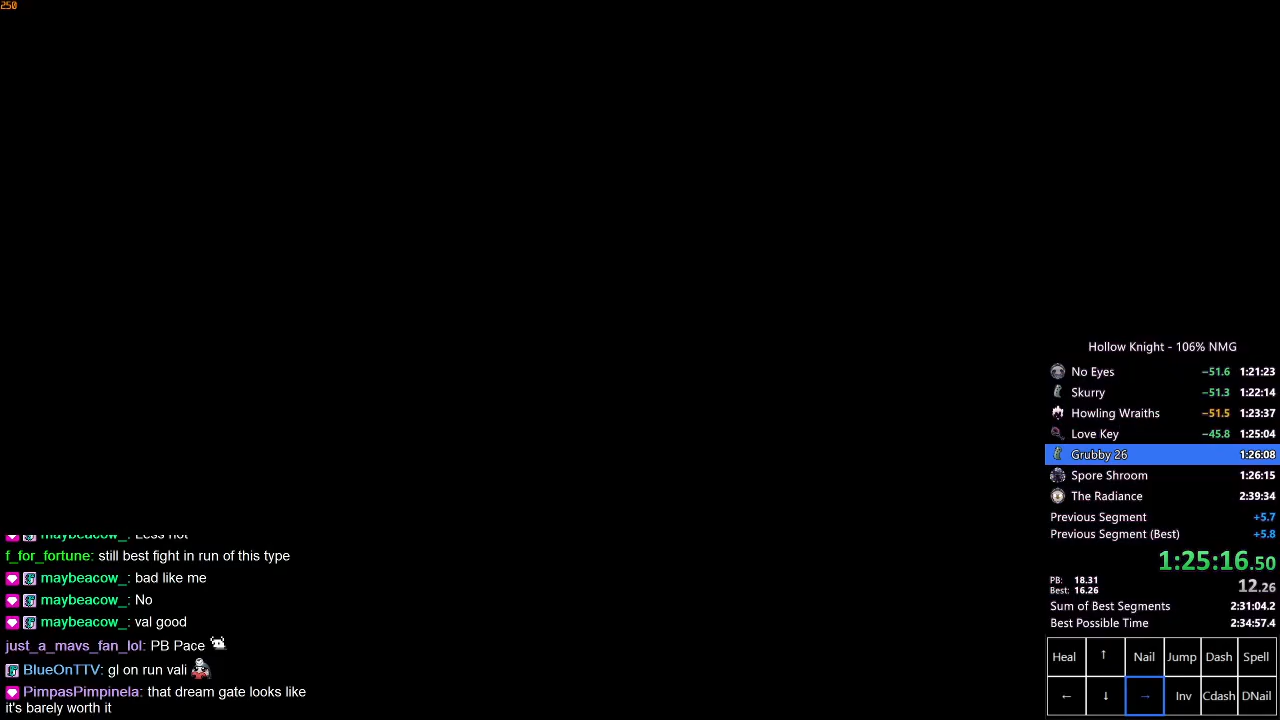 250
maybeacow_: Less not
f_for_fortune: still best fight in run of this type
maybeacow_: bad like me
maybeacow_: No
maybeacow_: val good
just_a_mavs_fan_lol: PB Pace
BlueOnTTV: gl on run vali
PimpasPimpinela: that dream gate looks like
it's barely worth it
Hollow Knight - 106% NMG
No Eyes −51.6 1:21:23
Skurry −51.3 1:22:14
Howling Wraiths −51.5 1:23:37
Love Key −45.8 1:25:04
Grubby 26 1:26:08
Spore Shroom 1:26:15
The Radiance 2:39:34
Previous Segment +5.7
Previous Segment (Best) +5.8
1:25:16.50
PB: 18.31
Best: 16.26
12.26
Sum of Best Segments 2:31:04.2
Best Possible Time 2:34:57.4
Heal ↑ Nail Jump Dash Spell
← ↓ → Inv Cdash DNail